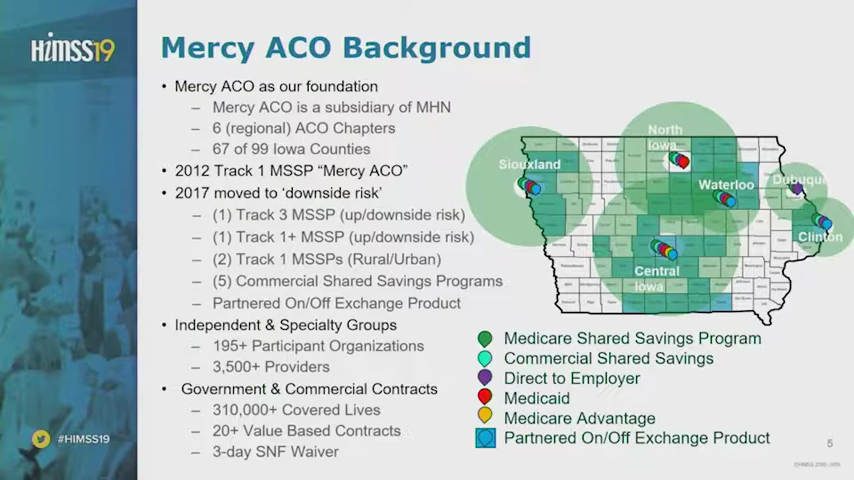 HIMSS19
Mercy ACO Background
• Mercy ACO as our foundation
– Mercy ACO is a subsidiary of MHN
– 6 (regional) ACO Chapters
– 67 of 99 Iowa Counties
• 2012 Track 1 MSSP “Mercy ACO”
• 2017 moved to ‘downside risk’
– (1) Track 3 MSSP (up/downside risk)
– (1) Track 1+ MSSP (up/downside risk)
– (2) Track 1 MSSPs (Rural/Urban)
– (5) Commercial Shared Savings Programs
– Partnered On/Off Exchange Product
• Independent & Specialty Groups
– 195+ Participant Organizations
– 3,500+ Providers
• Government & Commercial Contracts
– 310,000+ Covered Lives
– 20+ Value Based Contracts
– 3-day SNF Waiver
North
Iowa
Siouxland
Waterloo
Dubuque
Clinton
Central
Iowa
Medicare Shared Savings Program
Commercial Shared Savings
Direct to Employer
Medicaid
Medicare Advantage
Partnered On/Off Exchange Product
#HIMSS19
5